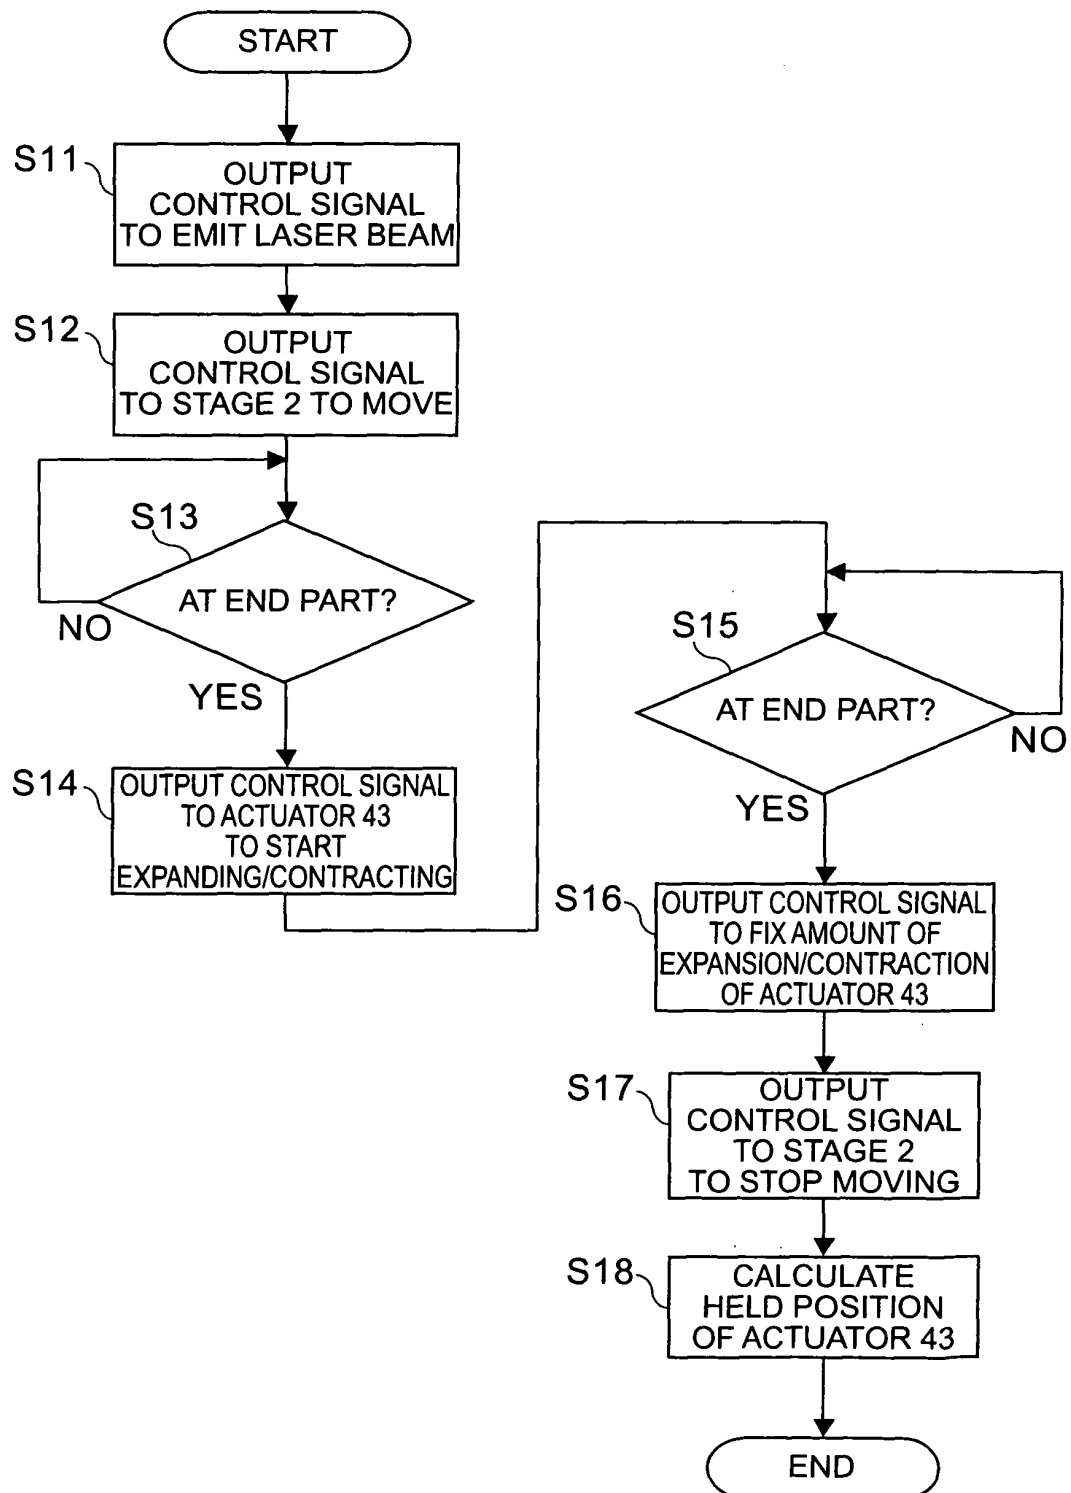 START
S11
OUTPUT
CONTROL SIGNAL
TO EMIT LASER BEAM
S12
OUTPUT
CONTROL SIGNAL
TO STAGE 2 TO MOVE
S13
AT END PART?
NO
YES
S14
OUTPUT CONTROL SIGNAL
TO ACTUATOR 43
TO START
EXPANDING/CONTRACTING
S15
AT END PART?
NO
YES
S16
OUTPUT CONTROL SIGNAL
TO FIX AMOUNT OF
EXPANSION/CONTRACTION
OF ACTUATOR 43
S17
OUTPUT
CONTROL SIGNAL
TO STAGE 2
TO STOP MOVING
S18
CALCULATE
HELD POSITION
OF ACTUATOR 43
END